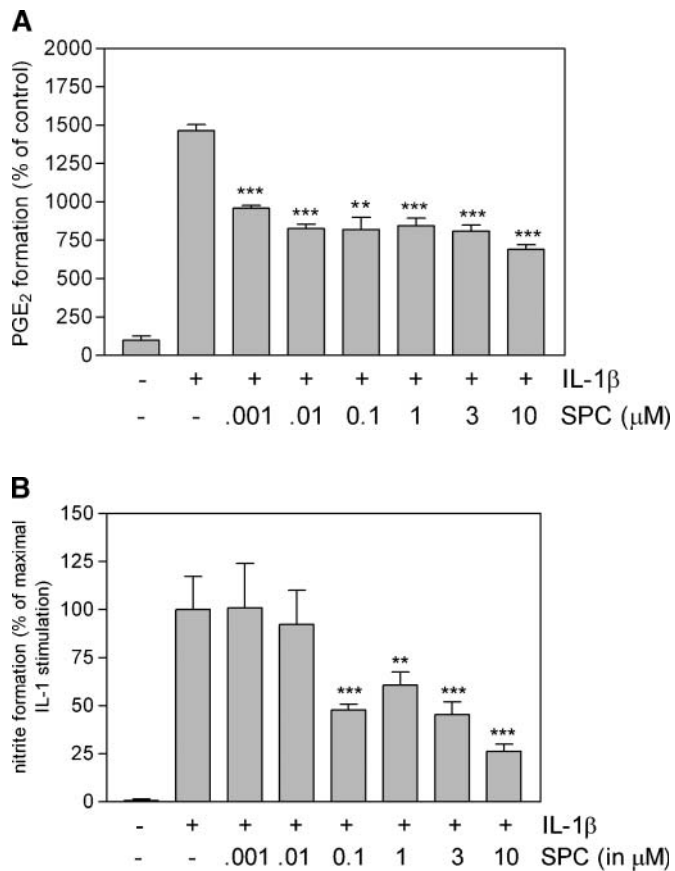 A
PGE₂ formation (% of control)
2000
1750
1500
1250
1000
750
500
250
0
*** *** ** *** *** ***
- + + + + + + + IL-1β
- - .001 .01 0.1 1 3 10 SPC (μM)
B
nitrite formation (% of maximal
IL-1 stimulation)
150
125
100
75
50
25
0
*** ** *** ***
- + + + + + + + IL-1β
- - .001 .01 0.1 1 3 10 SPC (in μM)